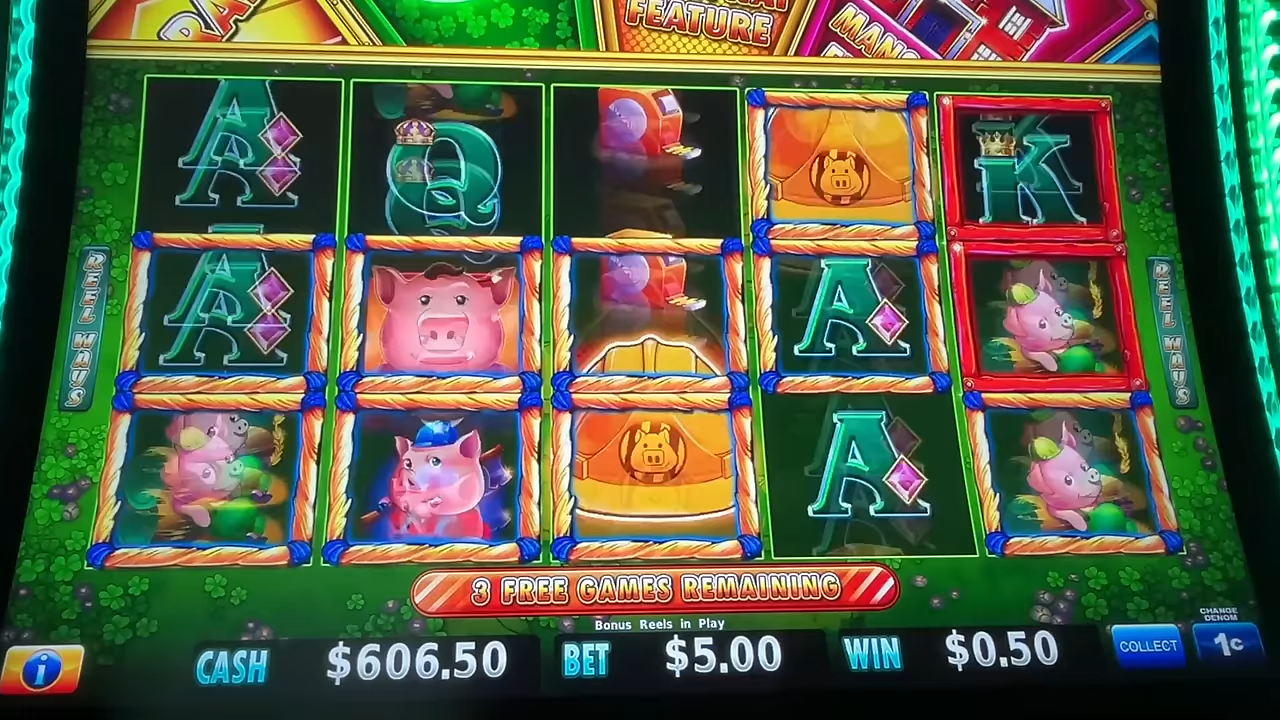 FEATURE
MANS
A
Q
K
A
A
REEL WAYS
REEL WAYS
A
3 FREE GAMES REMAINING
Bonus Reels in Play
CASH $606.50 BET $5.00 WIN $0.50
COLLECT
CHANGE DENOM
1¢
i